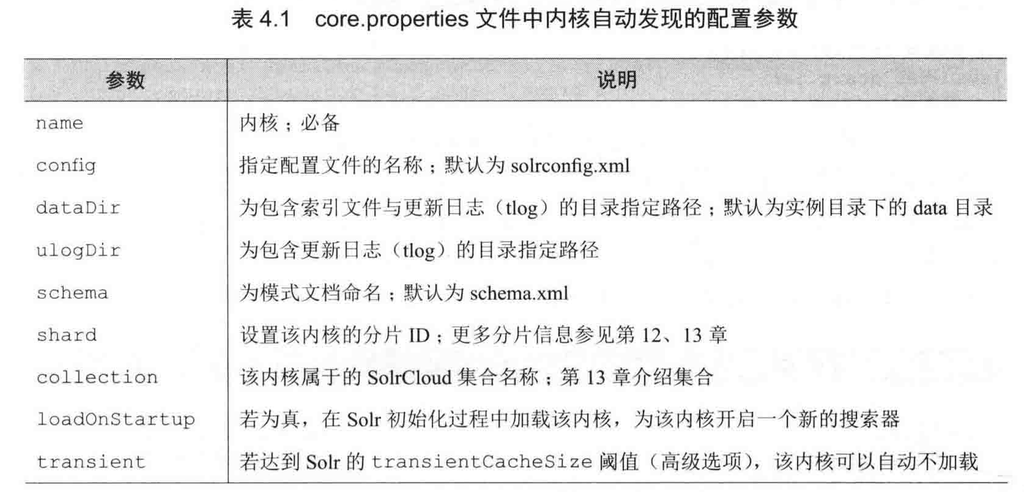 表 4.1 core.properties 文件中内核自动发现的配置参数
参数 说明
name 内核；必备
config 指定配置文件的名称；默认为 solrconfig.xml
dataDir 为包含索引文件与更新日志（tlog）的目录指定路径；默认为实例目录下的 data 目录
ulogDir 为包含更新日志（tlog）的目录指定路径
schema 为模式文档命名；默认为 schema.xml
shard 设置该内核的分片 ID；更多分片信息参见第 12、13 章
collection 该内核属于的 SolrCloud 集合名称；第 13 章介绍集合
loadOnStartup 若为真，在 Solr 初始化过程中加载该内核，为该内核开启一个新的搜索器
transient 若达到 Solr 的 transientCacheSize 阈值（高级选项），该内核可以自动不加载